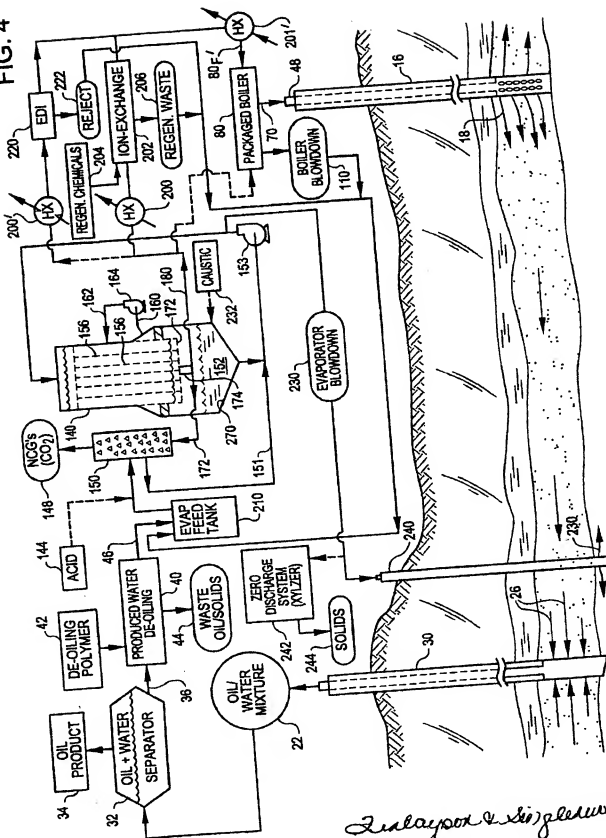 FIG. 4
EDI
220
222
REJECT
HX
200'
REGEN. CHEMICALS
204
ION-EXCHANGE
202
206
REGEN. WASTE
HX
200
HX
201'
80F'
80
PACKAGED BOILER
70
48
BOILER
BLOWDOWN
110
16
18
164
162
160
156
156
140
180
172
162
174
270
153
CAUSTIC
232
NCG's
(CO2)
148
150
172
151
EVAPORATOR
BLOWDOWN
230
ACID
144
46
EVAP
FEED
TANK
210
DE-OILING
POLYMER
42
PRODUCED WATER
DE-OILING
40
WASTE
OIL/SOLIDS
44
ZERO
DISCHARGE
SYSTEM
(XYLZER)
242
SOLIDS
244
240
230
OIL
PRODUCT
34
OIL + WATER
SEPARATOR
32
36
OIL/
WATER
MIXTURE
22
30
26